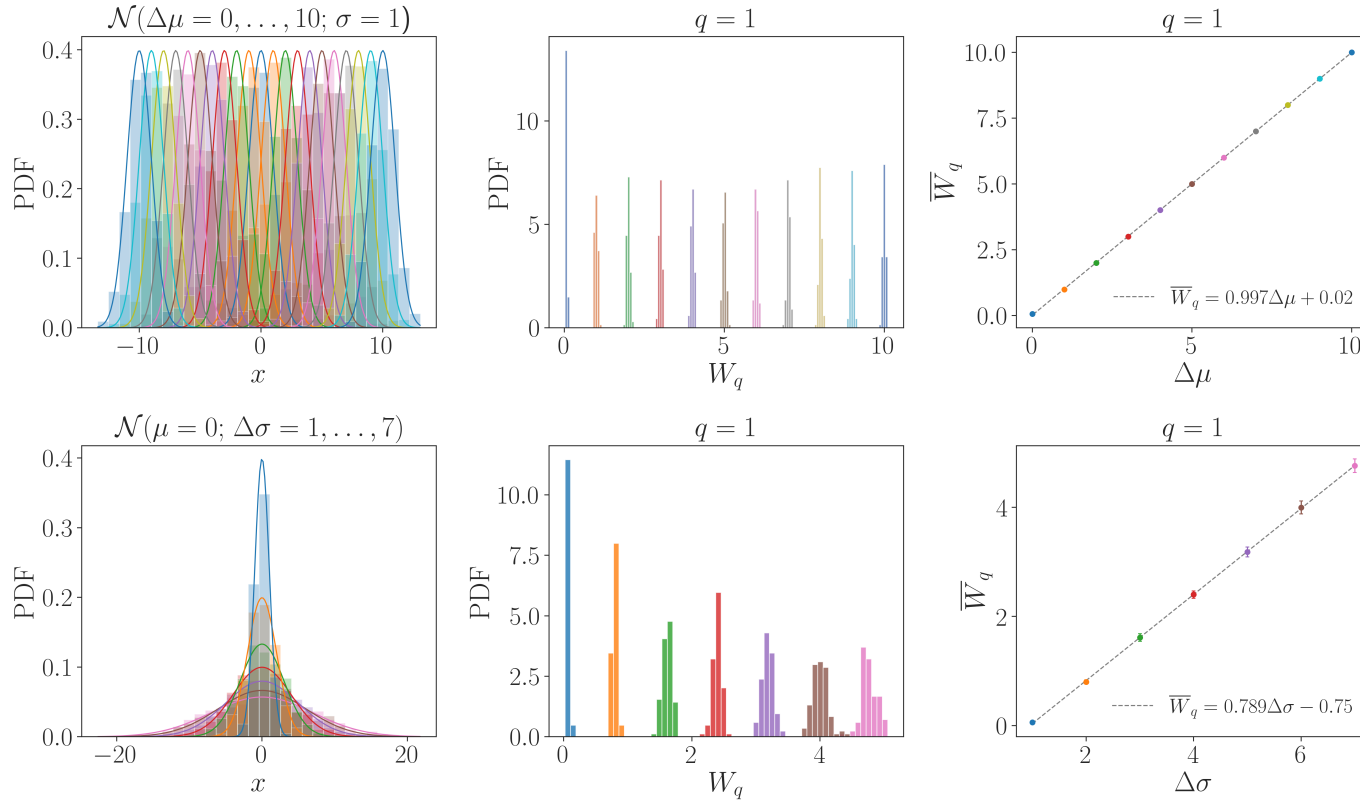 𝒩(Δμ = 0, . . . , 10; σ = 1)
0.4
0.3
0.2
0.1
0.0
PDF
−10 0 10
x
q = 1
10
5
0
PDF
0 5 10
W_q
q = 1
10.0
7.5
5.0
2.5
0.0
W̅_q
W̅_q = 0.997Δμ + 0.02
0 5 10
Δμ
𝒩(μ = 0; Δσ = 1, . . . , 7)
0.4
0.3
0.2
0.1
0.0
PDF
−20 0 20
x
q = 1
10.0
7.5
5.0
2.5
0.0
PDF
0 2 4
W_q
q = 1
4
2
0
W̅_q
W̅_q = 0.789Δσ − 0.75
2 4 6
Δσ